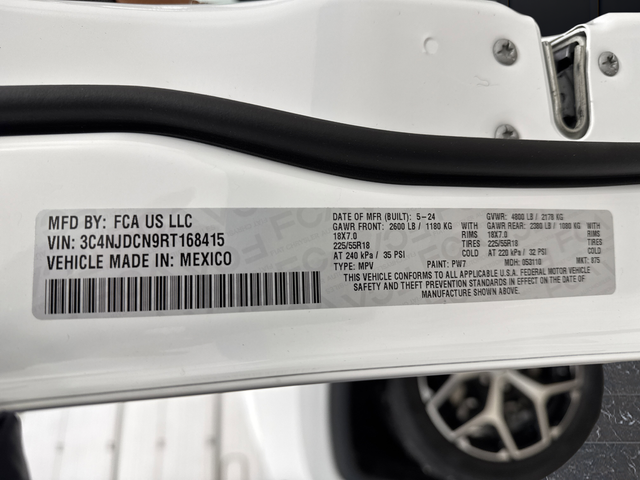 MFD BY: FCA US LLC
VIN: 3C4NJDCN9RT168415
VEHICLE MADE IN: MEXICO
DATE OF MFR (BUILT): 5-24 GVWR: 4800 LB / 2178 KG
GAWR FRONT: 2600 LB / 1180 KG GAWR REAR: 2380 LB / 1080 KG
18X7.0 RIMS 18X7.0 RIMS
225/55R18 TIRES 225/55R18 TIRES
AT 240 kPa / 35 PSI COLD AT 220 kPa / 32 PSI COLD
TYPE: MPV PAINT: PW7 MDH: 053110 MKT: 875
THIS VEHICLE CONFORMS TO ALL APPLICABLE U.S.A. FEDERAL MOTOR VEHICLE
SAFETY AND THEFT PREVENTION STANDARDS IN EFFECT ON THE DATE OF
MANUFACTURE SHOWN ABOVE.